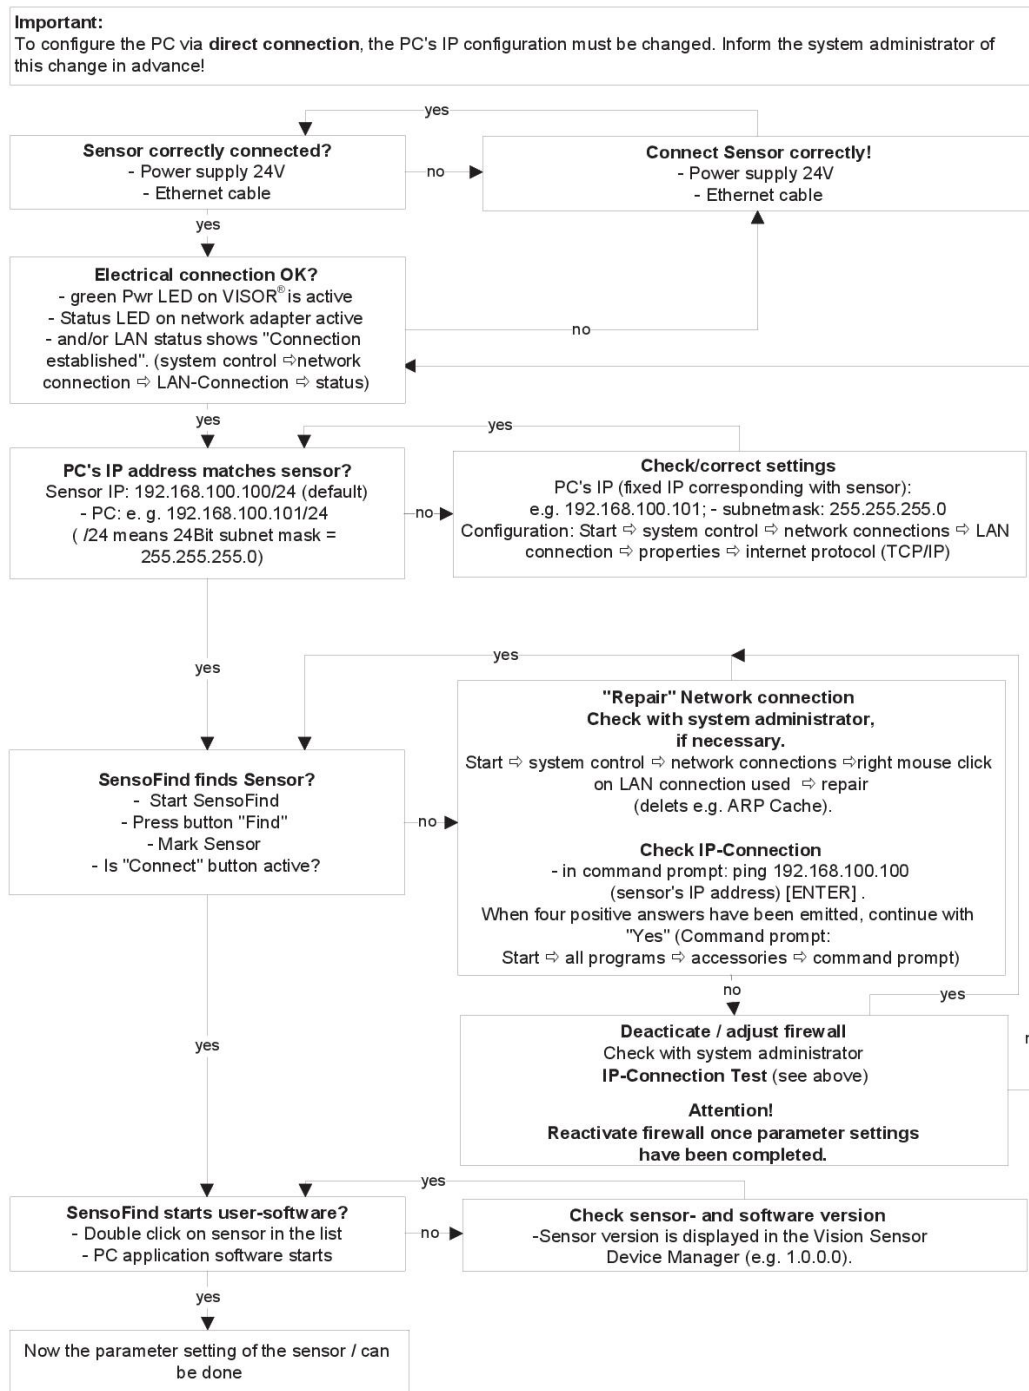 Important:
To configure the PC via direct connection, the PC's IP configuration must be changed. Inform the system administrator of
this change in advance!
yes
Sensor correctly connected?
- Power supply 24V
- Ethernet cable
no
Connect Sensor correctly!
- Power supply 24V
- Ethernet cable
yes
Electrical connection OK?
- green Pwr LED on VISOR® is active
- Status LED on network adapter active
- and/or LAN status shows "Connection
established". (system control ⇨network
connection ⇨ LAN-Connection ⇨ status)
no
yes
yes
PC's IP address matches sensor?
Sensor IP: 192.168.100.100/24 (default)
- PC: e. g. 192.168.100.101/24
( /24 means 24Bit subnet mask =
255.255.255.0)
no
Check/correct settings
PC's IP (fixed IP corresponding with sensor):
e.g. 192.168.100.101; - subnetmask: 255.255.255.0
Configuration: Start ⇨ system control ⇨ network connections ⇨ LAN
connection ⇨ properties ⇨ internet protocol (TCP/IP)
yes
yes
SensoFind finds Sensor?
- Start SensoFind
- Press button "Find"
- Mark Sensor
- Is "Connect" button active?
no
"Repair" Network connection
Check with system administrator,
if necessary.
Start ⇨ system control ⇨ network connections ⇨right mouse click
on LAN connection used ⇨ repair
(deletes e.g. ARP Cache).
Check IP-Connection
- in command prompt: ping 192.168.100.100
(sensor's IP address) [ENTER] .
When four positive answers have been emitted, continue with
"Yes" (Command prompt:
Start ⇨ all programs ⇨ accessories ⇨ command prompt)
no
yes
yes
Deacticate / adjust firewall
Check with system administrator
IP-Connection Test (see above)
Attention!
Reactivate firewall once parameter settings
have been completed.
yes
SensoFind starts user-software?
- Double click on sensor in the list
- PC application software starts
no
Check sensor- and software version
-Sensor version is displayed in the Vision Sensor
Device Manager (e.g. 1.0.0.0).
yes
Now the parameter setting of the sensor / can
be done